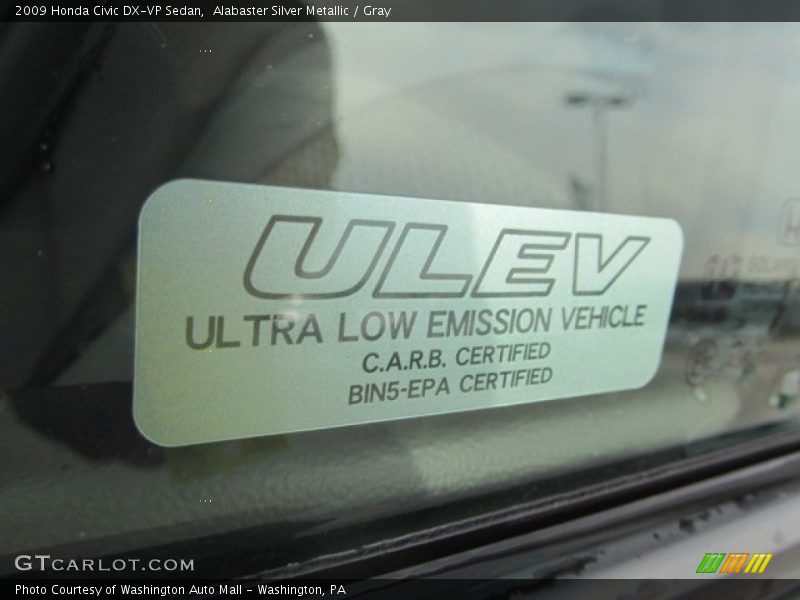 2009 Honda Civic DX-VP Sedan,  Alabaster Silver Metallic / Gray
ULEV
ULTRA LOW EMISSION VEHICLE
C.A.R.B. CERTIFIED
BIN5-EPA CERTIFIED
GTCARLOT.COM
Photo Courtesy of Washington Auto Mall - Washington, PA